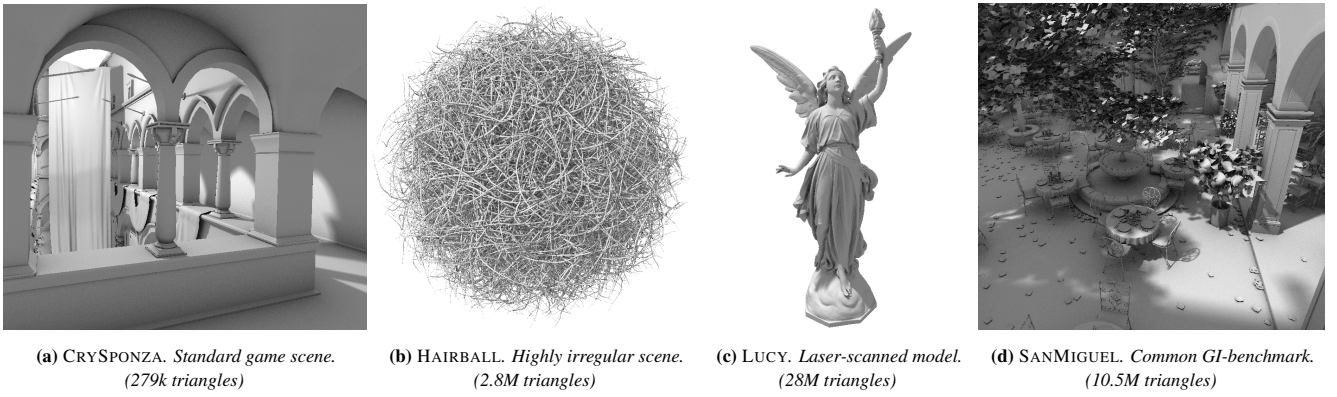 (a) CRYSPONZA. Standard game scene.
(279k triangles)
(b) HAIRBALL. Highly irregular scene.
(2.8M triangles)
(c) LUCY. Laser-scanned model.
(28M triangles)
(d) SANMIGUEL. Common GI-benchmark.
(10.5M triangles)